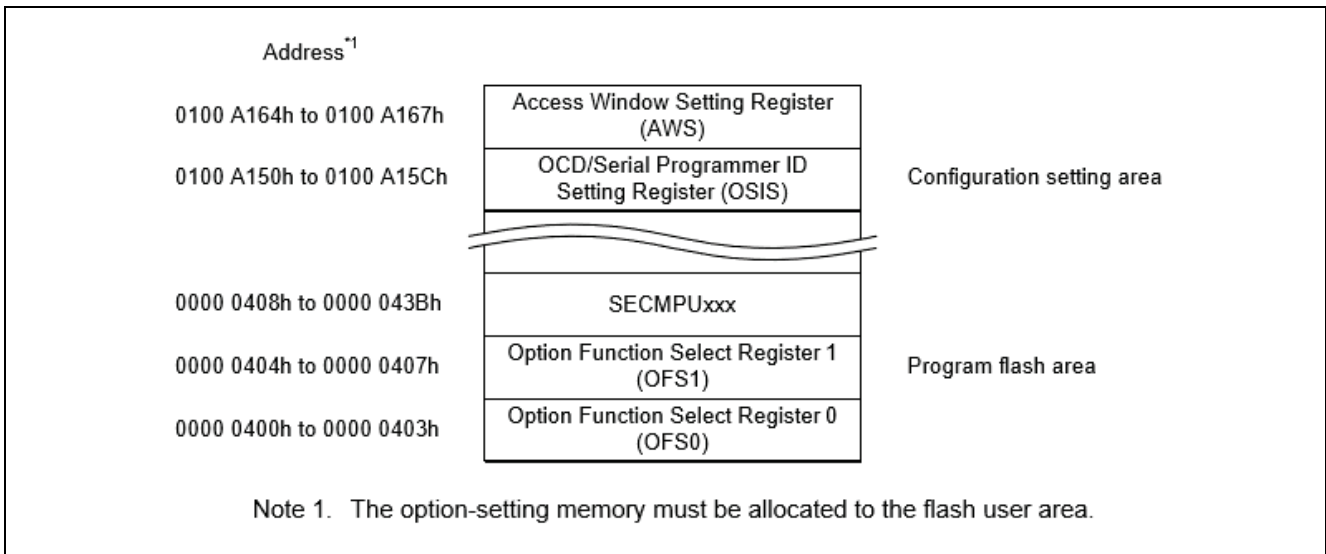 Address*1
0100 A164h to 0100 A167h
Access Window Setting Register
(AWS)
0100 A150h to 0100 A15Ch
OCD/Serial Programmer ID
Setting Register (OSIS)
Configuration setting area
0000 0408h to 0000 043Bh
SECMPUxxx
0000 0404h to 0000 0407h
Option Function Select Register 1
(OFS1)
Program flash area
0000 0400h to 0000 0403h
Option Function Select Register 0
(OFS0)
Note 1. The option-setting memory must be allocated to the flash user area.